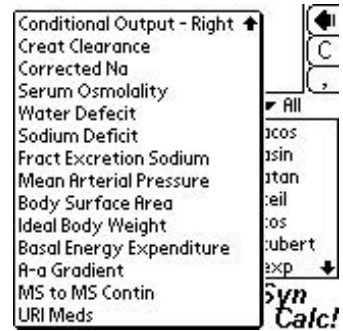 Conditional Output - Right
Creat Clearance
Corrected Na
Serum Osmolality
Water Defecit
Sodium Deficit
Fract Excretion Sodium
Mean Arterial Pressure
Body Surface Area
Ideal Body Weight
Basal Energy Expenditure
A-a Gradient
MS to MS Contin
URI Meds
C
,
All
acos
asin
atan
ceil
cos
cubert
exp
Syn
Calc!